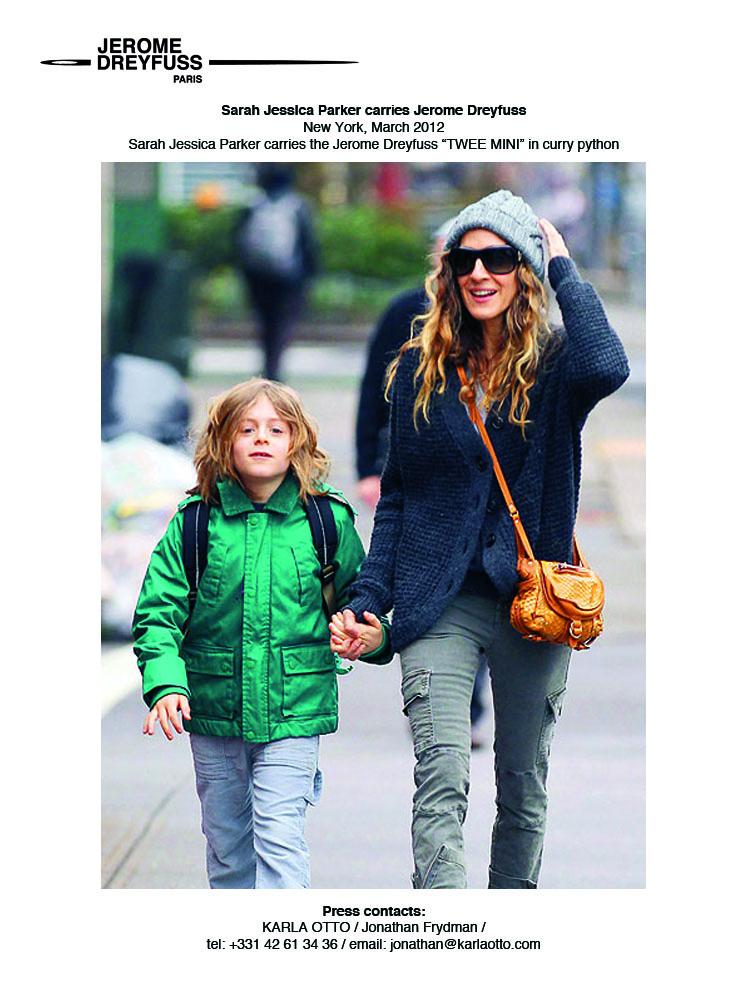 JEROME
DREYFUSS
PARIS
Sarah Jessica Parker carries Jerome Dreyfuss
New York, March 2012
Sarah Jessica Parker carries the Jerome Dreyfuss “TWEE MINI” in curry python
Press contacts:
KARLA OTTO / Jonathan Frydman /
tel: +331 42 61 34 36 / email: jonathan@karlaotto.com